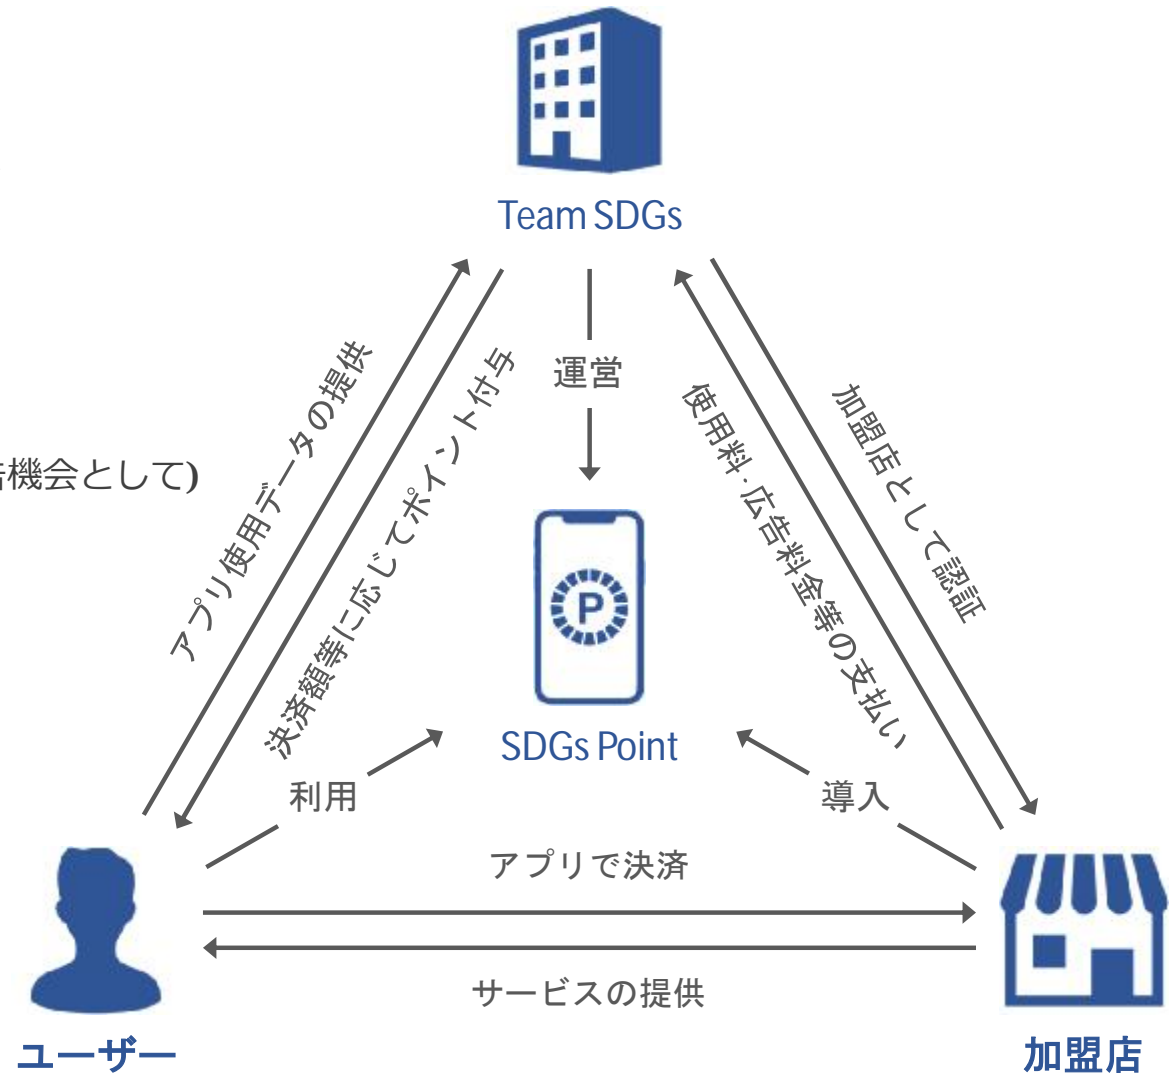 Team SDGs
運営
アプリ使用データの提供
決済額等に応じてポイント付与
使用料·広告料金等の支払い
加盟店として認証
告機会として)
P
SDGs Point
利用
導入
アプリで決済
サービスの提供
ユーザー
加盟店